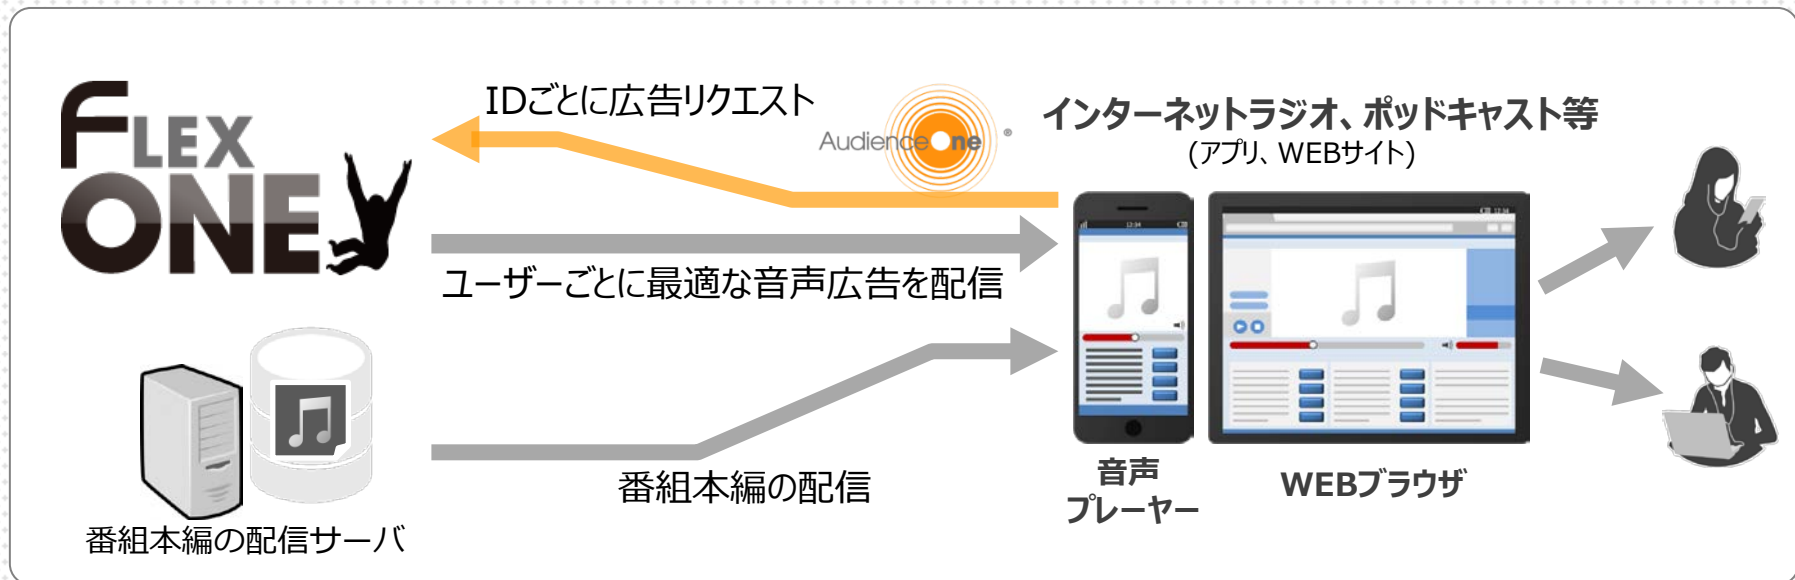 FLEX
ONE
IDごとに広告リクエスト
AudienceOne ®
インターネットラジオ、ポッドキャスト等
(アプリ、WEBサイト)
ユーザーごとに最適な音声広告を配信
12:34
12:34
番組本編の配信
番組本編の配信サーバ
音声
プレーヤー
WEBブラウザ